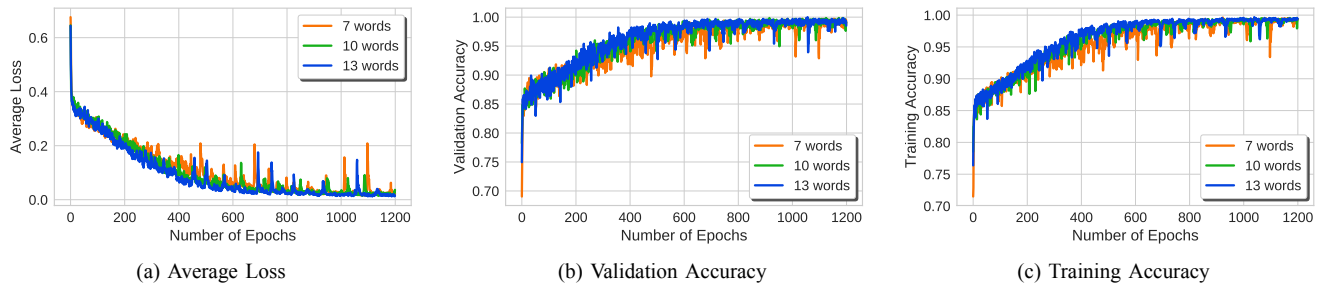 Average Loss
0.6
0.4
0.2
0.0
7 words
10 words
13 words
0 200 400 600 800 1000 1200
Number of Epochs
(a) Average Loss
Validation Accuracy
1.00
0.95
0.90
0.85
0.80
0.75
0.70
7 words
10 words
13 words
0 200 400 600 800 1000 1200
Number of Epochs
(b) Validation Accuracy
Training Accuracy
1.00
0.95
0.90
0.85
0.80
0.75
0.70
7 words
10 words
13 words
0 200 400 600 800 1000 1200
Number of Epochs
(c) Training Accuracy